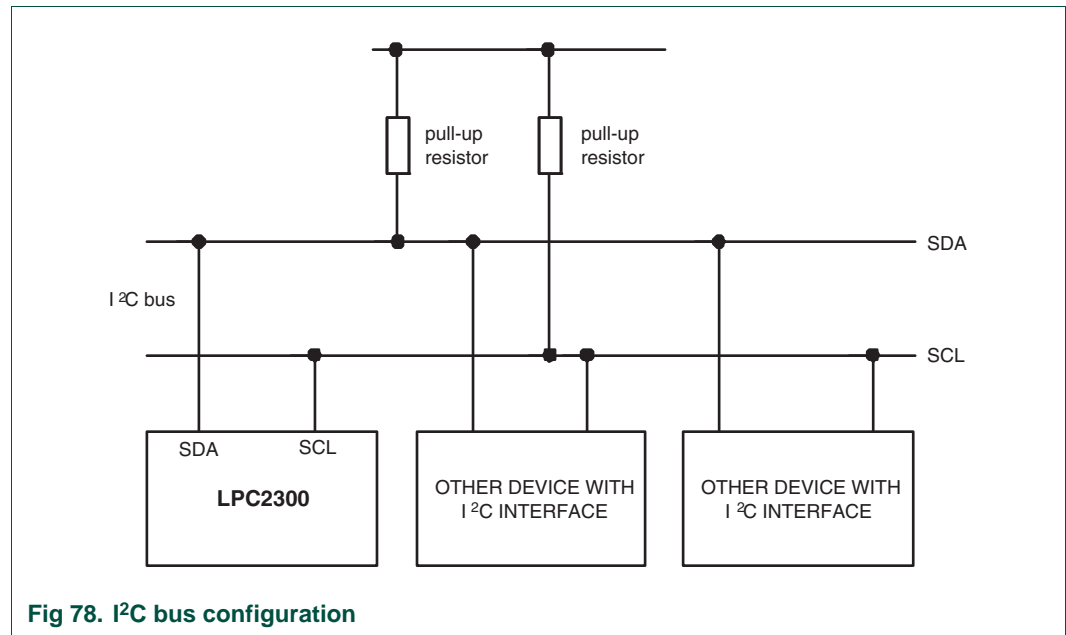 pull-up
resistor
pull-up
resistor
SDA
I ²C bus
SCL
SDA
SCL
LPC2300
OTHER DEVICE WITH
I ²C INTERFACE
OTHER DEVICE WITH
I ²C INTERFACE
Fig 78. I²C bus configuration